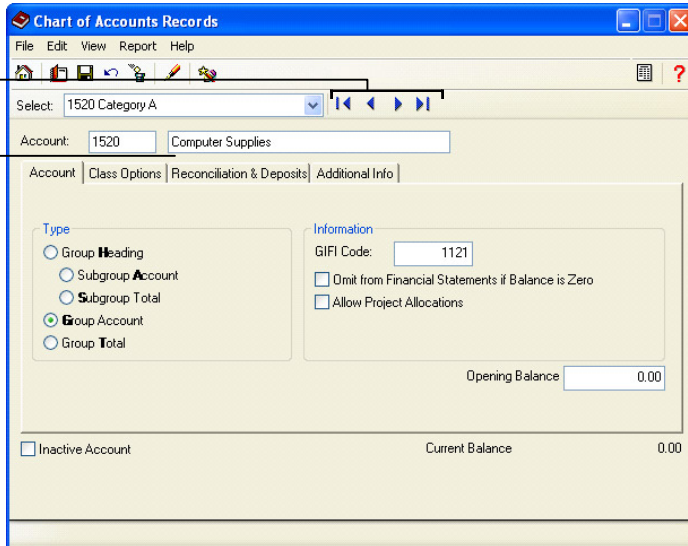 Chart of Accounts Records
File Edit View Report Help
?
Select: 1520 Category A
Account: 1520 Computer Supplies
Account Class Options Reconciliation & Deposits Additional Info
Type
Group Heading
Subgroup Account
Subgroup Total
Group Account
Group Total
Information
GIFI Code: 1121
Omit from Financial Statements if Balance is Zero
Allow Project Allocations
Opening Balance 0.00
Inactive Account
Current Balance 0.00